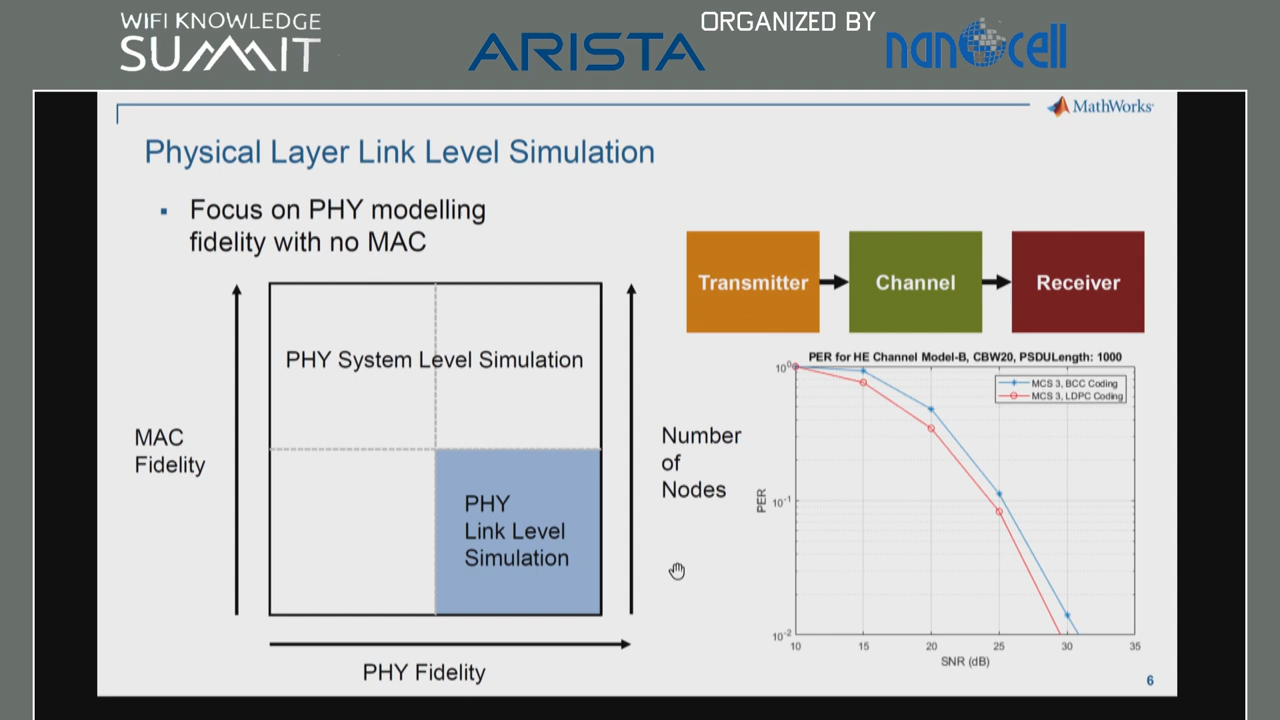 WIFI KNOWLEDGE
SUMMIT
ARISTA
ORGANIZED BY
nanocell
MathWorks
Physical Layer Link Level Simulation
▪ Focus on PHY modelling
fidelity with no MAC
Transmitter
Channel
Receiver
PHY System Level Simulation
MAC
Fidelity
PHY
Link Level
Simulation
Number
of
Nodes
PHY Fidelity
PER for HE Channel Model-B, CBW20, PSDULength: 1000
MCS 3, BCC Coding
MCS 3, LDPC Coding
10^0
10^-1
10^-2
PER
10 15 20 25 30 35
SNR (dB)
6